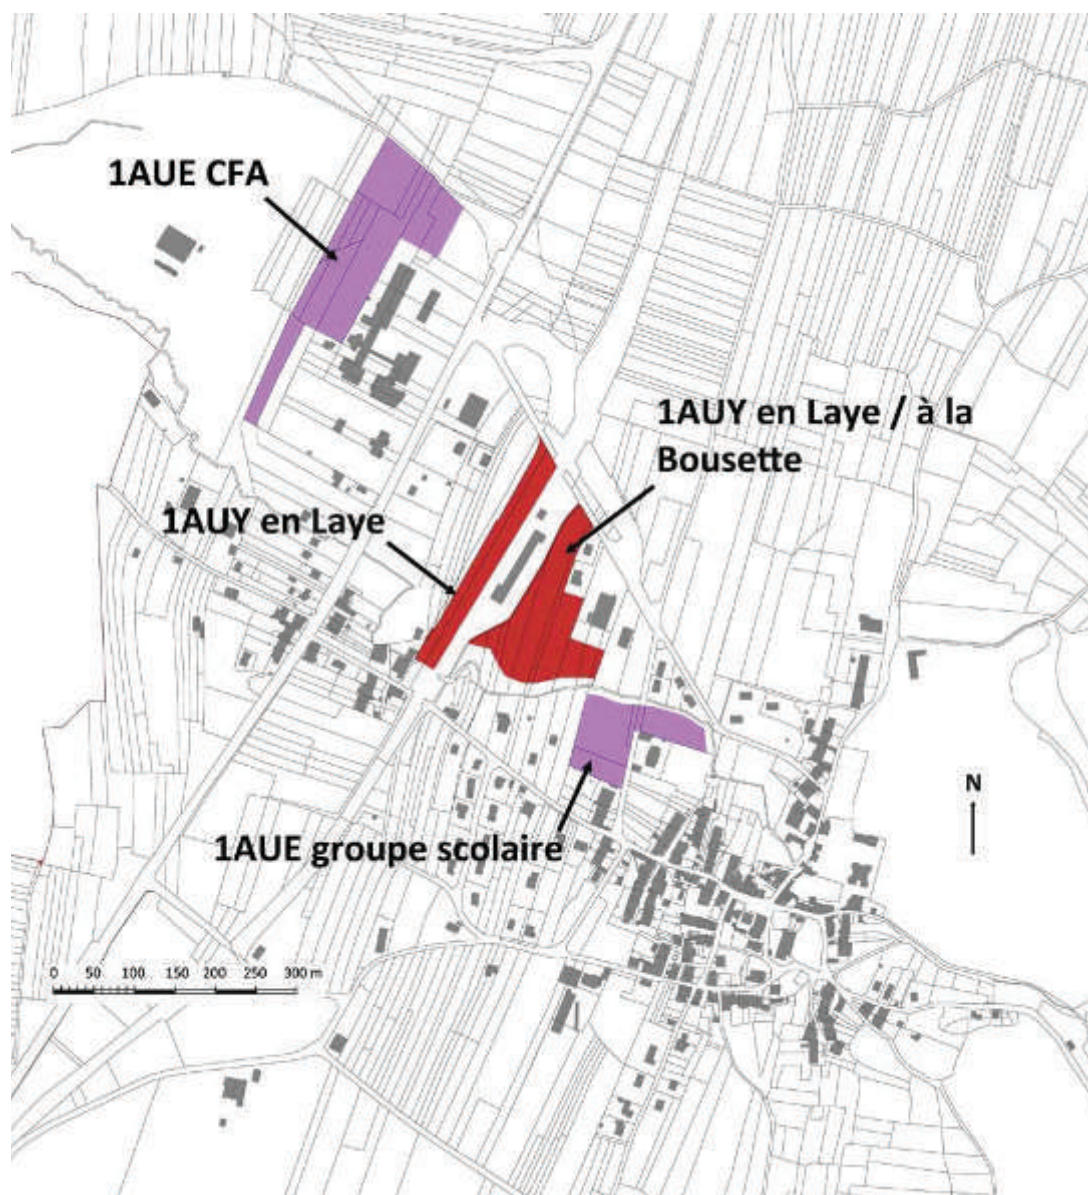 1AUE CFA
1AUY en Laye / à la
Bousette
1AUY en Laye
N
1AUE groupe scolaire
0 50 100 150 200 250 300 m